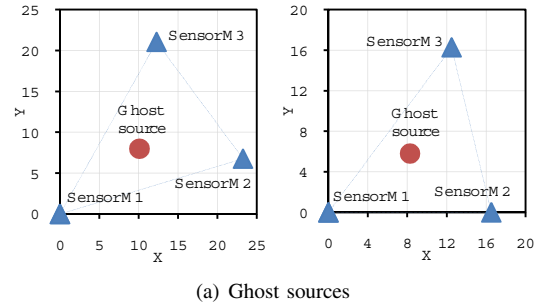 25
20
15
10
5
0
Y
SensorM 3
Ghost
source
SensorM 2
SensorM 1
0 5 10 15 20 25
X
20
16
12
8
4
0
Y
SensorM 3
Ghost
source
SensorM 1
SensorM 2
0 4 8 12 16 20
X
(a) Ghost sources